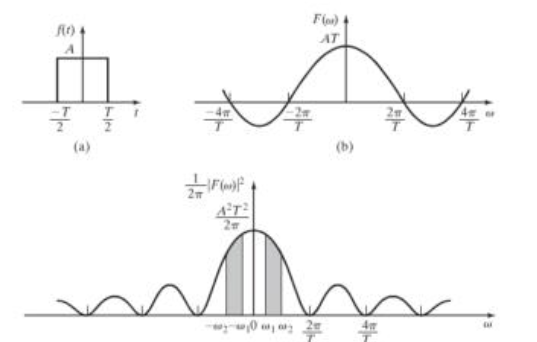 f(t)
A
-T/2
T/2
t
(a)
F(ω)
AT
-4π/T
-2π/T
2π/T
4π/T
ω
(b)
1/2π |F(ω)|²
A²T²/2π
-ω₂ -ω₁ 0 ω₁ ω₂ 2π/T 4π/T ω